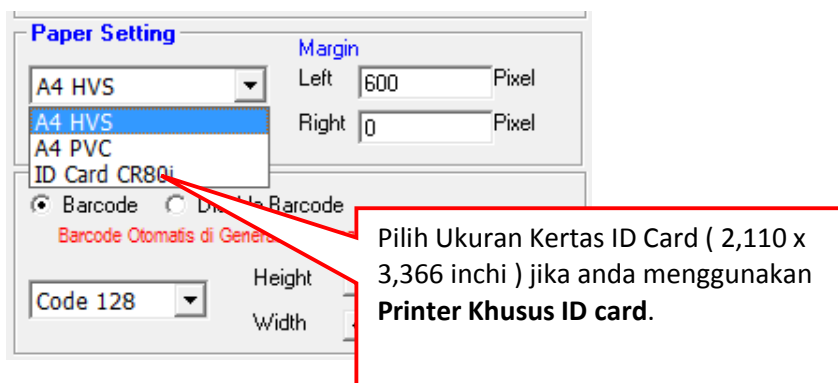 Paper Setting
Margin
A4 HVS
Left 600 Pixel
A4 HVS
Right 0 Pixel
A4 PVC
ID Card CR80i
Barcode Barcode
Barcode Otomatis di
Pilih Ukuran Kertas ID Card ( 2,110 x
3,366 inchi ) jika anda menggunakan
Printer Khusus ID card.
Code 128
Height
Width